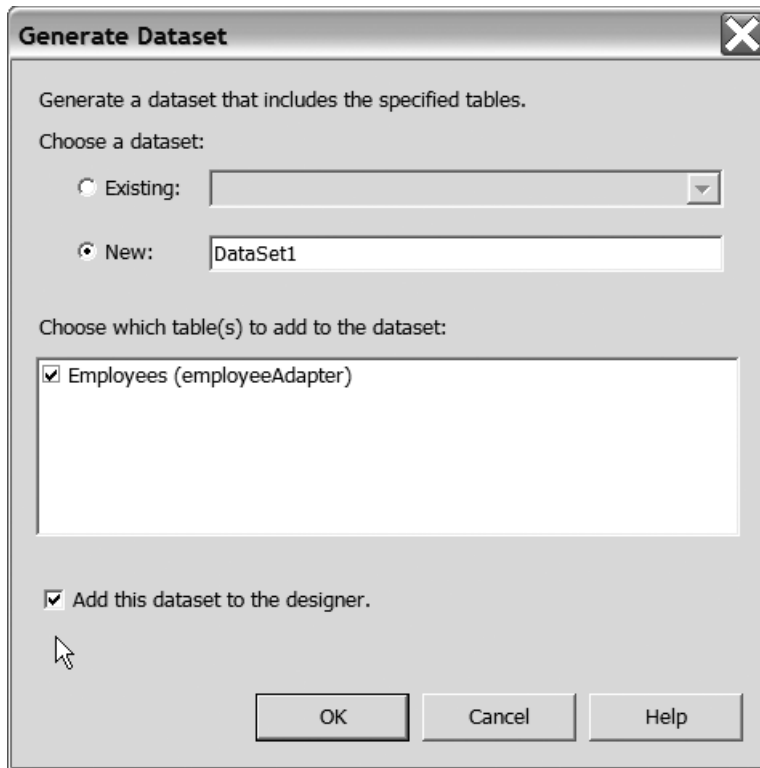 Generate Dataset
Generate a dataset that includes the specified tables.
Choose a dataset:
Existing:
New: DataSet1
Choose which table(s) to add to the dataset:
Employees (employeeAdapter)
Add this dataset to the designer.
OK Cancel Help